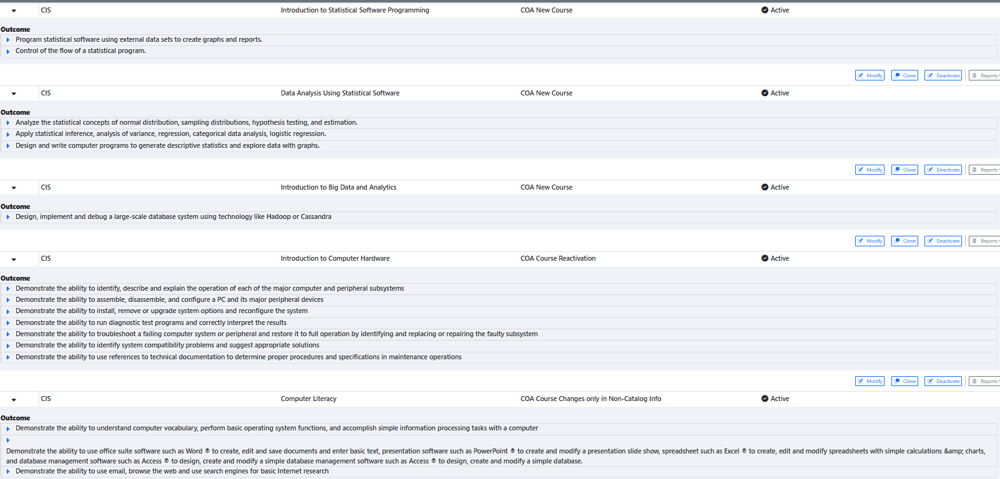 CIS Introduction to Statistical Software Programming COA New Course Active
Outcome
Program statistical software using external data sets to create graphs and reports.
Control of the flow of a statistical program.
Modify Clone Deactivate Reports
CIS Data Analysis Using Statistical Software COA New Course Active
Outcome
Analyze the statistical concepts of normal distribution, sampling distributions, hypothesis testing, and estimation.
Apply statistical inference, analysis of variance, regression, categorical data analysis, logistic regression.
Design and write computer programs to generate descriptive statistics and explore data with graphs.
Modify Clone Deactivate Reports
CIS Introduction to Big Data and Analytics COA New Course Active
Outcome
Design, implement and debug a large-scale database system using technology like Hadoop or Cassandra
Modify Clone Deactivate Reports
CIS Introduction to Computer Hardware COA Course Reactivation Active
Outcome
Demonstrate the ability to identify, describe and explain the operation of each of the major computer and peripheral subsystems
Demonstrate the ability to assemble, disassemble, and configure a PC and its major peripheral devices
Demonstrate the ability to install, remove or upgrade system options and reconfigure the system
Demonstrate the ability to run diagnostic test programs and correctly interpret the results
Demonstrate the ability to troubleshoot a failing computer system or peripheral and restore it to full operation by identifying and replacing or repairing the faulty subsystem
Demonstrate the ability to identify system compatibility problems and suggest appropriate solutions
Demonstrate the ability to use references to technical documentation to determine proper procedures and specifications in maintenance operations
Modify Clone Deactivate Reports
CIS Computer Literacy COA Course Changes only in Non-Catalog Info Active
Outcome
Demonstrate the ability to understand computer vocabulary, perform basic operating system functions, and accomplish simple information processing tasks with a computer
Demonstrate the ability to use office suite software such as Word ® to create, edit and save documents and enter basic text, presentation software such as PowerPoint ® to create and modify a presentation slide show, spreadsheet such as Excel ® to create, edit and modify spreadsheets with simple calculations &amp; charts,
and database management software such as Access ® to design, create and modify a simple database management software such as Access ® to design, create and modify a simple database.
Demonstrate the ability to use email, browse the web and use search engines for basic Internet research